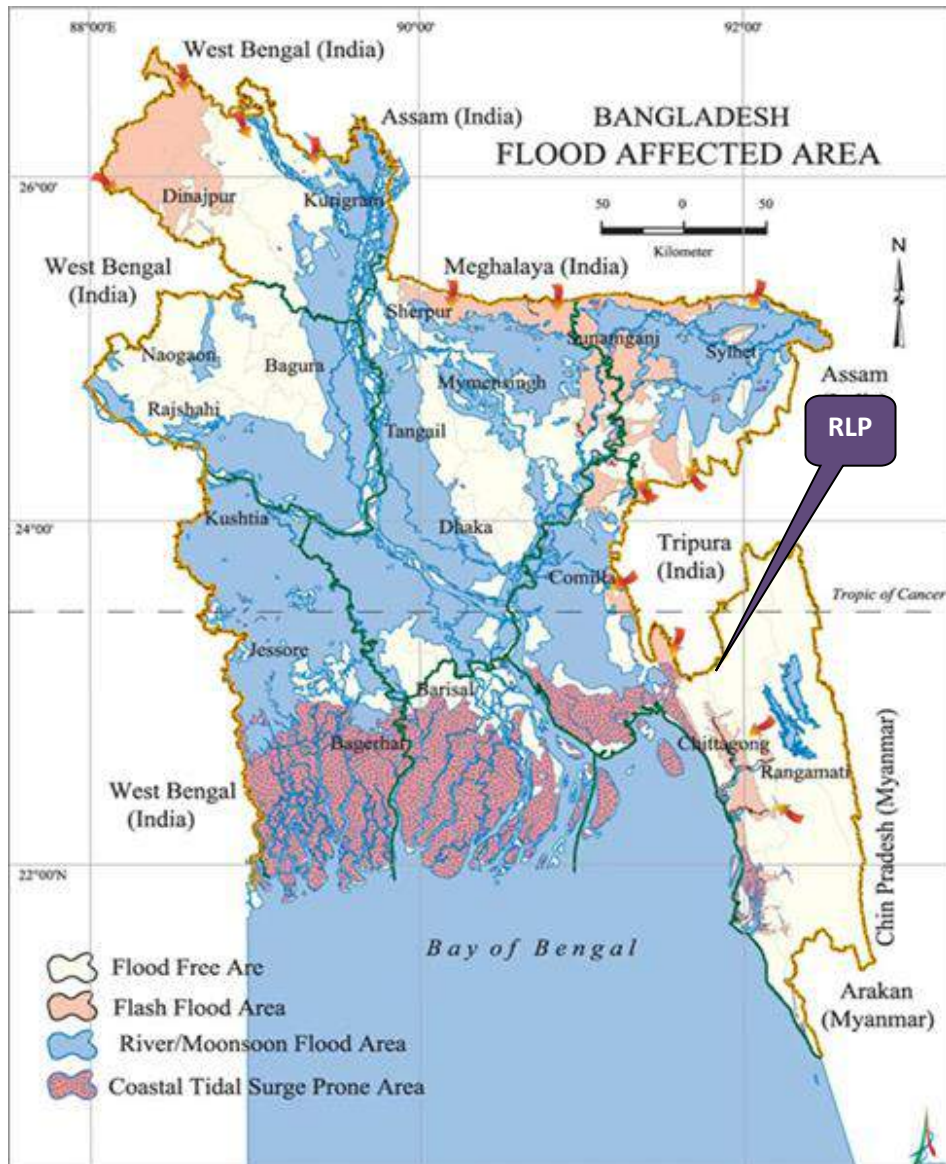 88°00'E
90°00'
92°00'
West Bengal (India)
Assam (India)
BANGLADESH
FLOOD AFFECTED AREA
26°00'
50 0 50
Kilometer
N
Dinajpur
Kurigram
West Bengal
(India)
Meghalaya (India)
Sherpur
Sunamganj
Sylhet
Naogaon
Bagura
Mymensingh
Assam
RLP
Rajshahi
Tangail
Kushtia
24°00'
Dhaka
Tripura
(India)
Comilla
Tropic of Cancer
Jessore
Barisal
Bagerhat
Chittagong
Rangamati
West Bengal
(India)
Chin Pradesh (Myanmar)
22°00'N
Bay of Bengal
Flood Free Are
Flash Flood Area
River/Moonsoon Flood Area
Coastal Tidal Surge Prone Area
Arakan
(Myanmar)